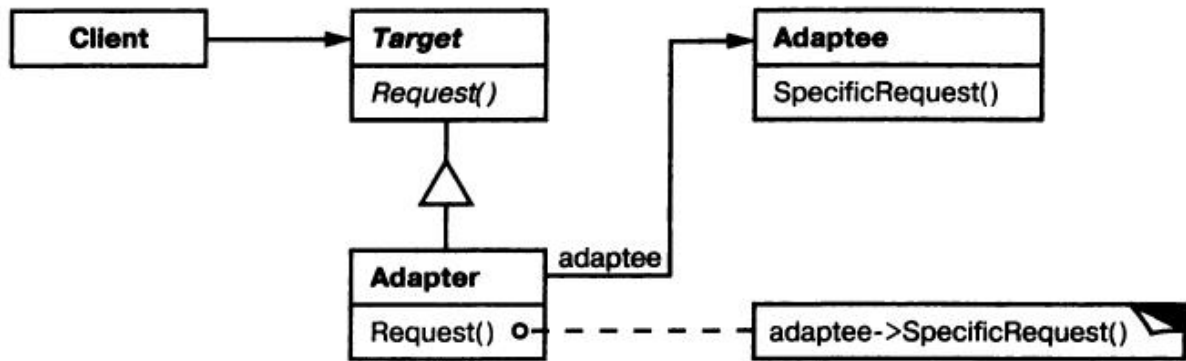 Client
Target
Request()
Adaptee
SpecificRequest()
adaptee
Adapter
Request()
adaptee->SpecificRequest()